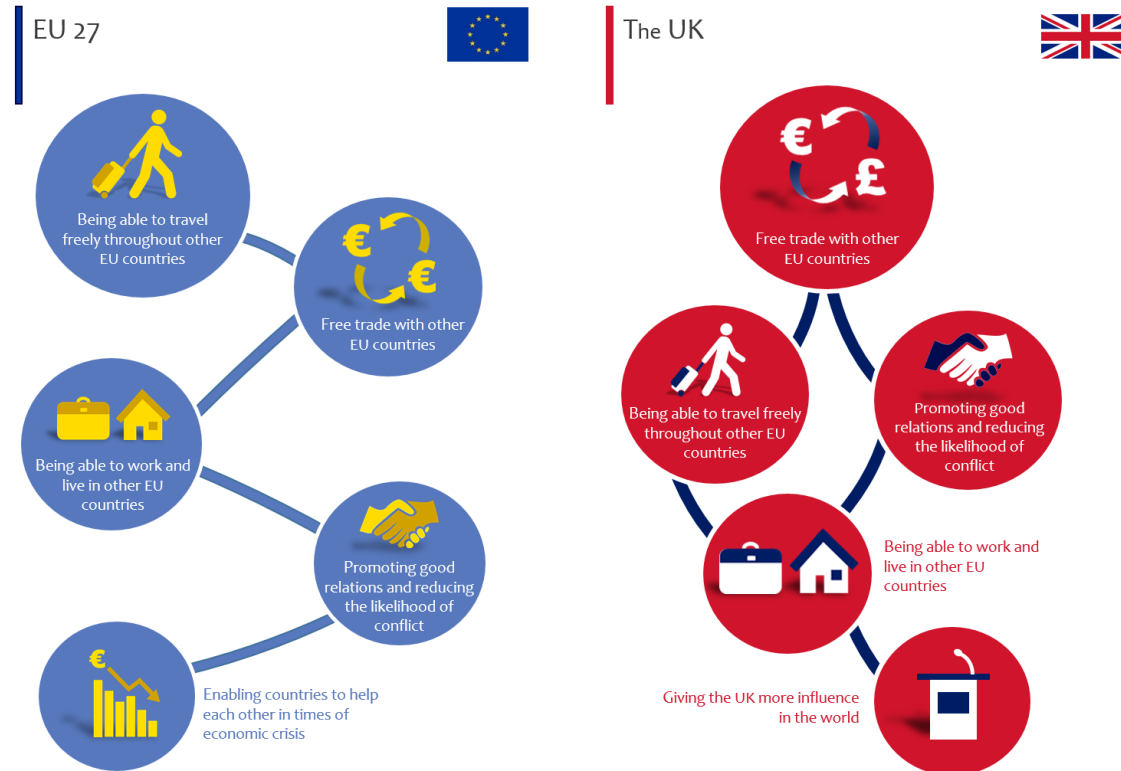 EU 27
Being able to travel
freely throughout other
EU countries
€
€
Free trade with other
EU countries
Being able to work and
live in other EU
countries
Promoting good
relations and reducing
the likelihood of
conflict
€
Enabling countries to help
each other in times of
economic crisis
The UK
€
£
Free trade with other
EU countries
Being able to travel freely
throughout other EU
countries
Promoting good
relations and reducing
the likelihood of
conflict
Being able to work and
live in other EU
countries
Giving the UK more influence
in the world